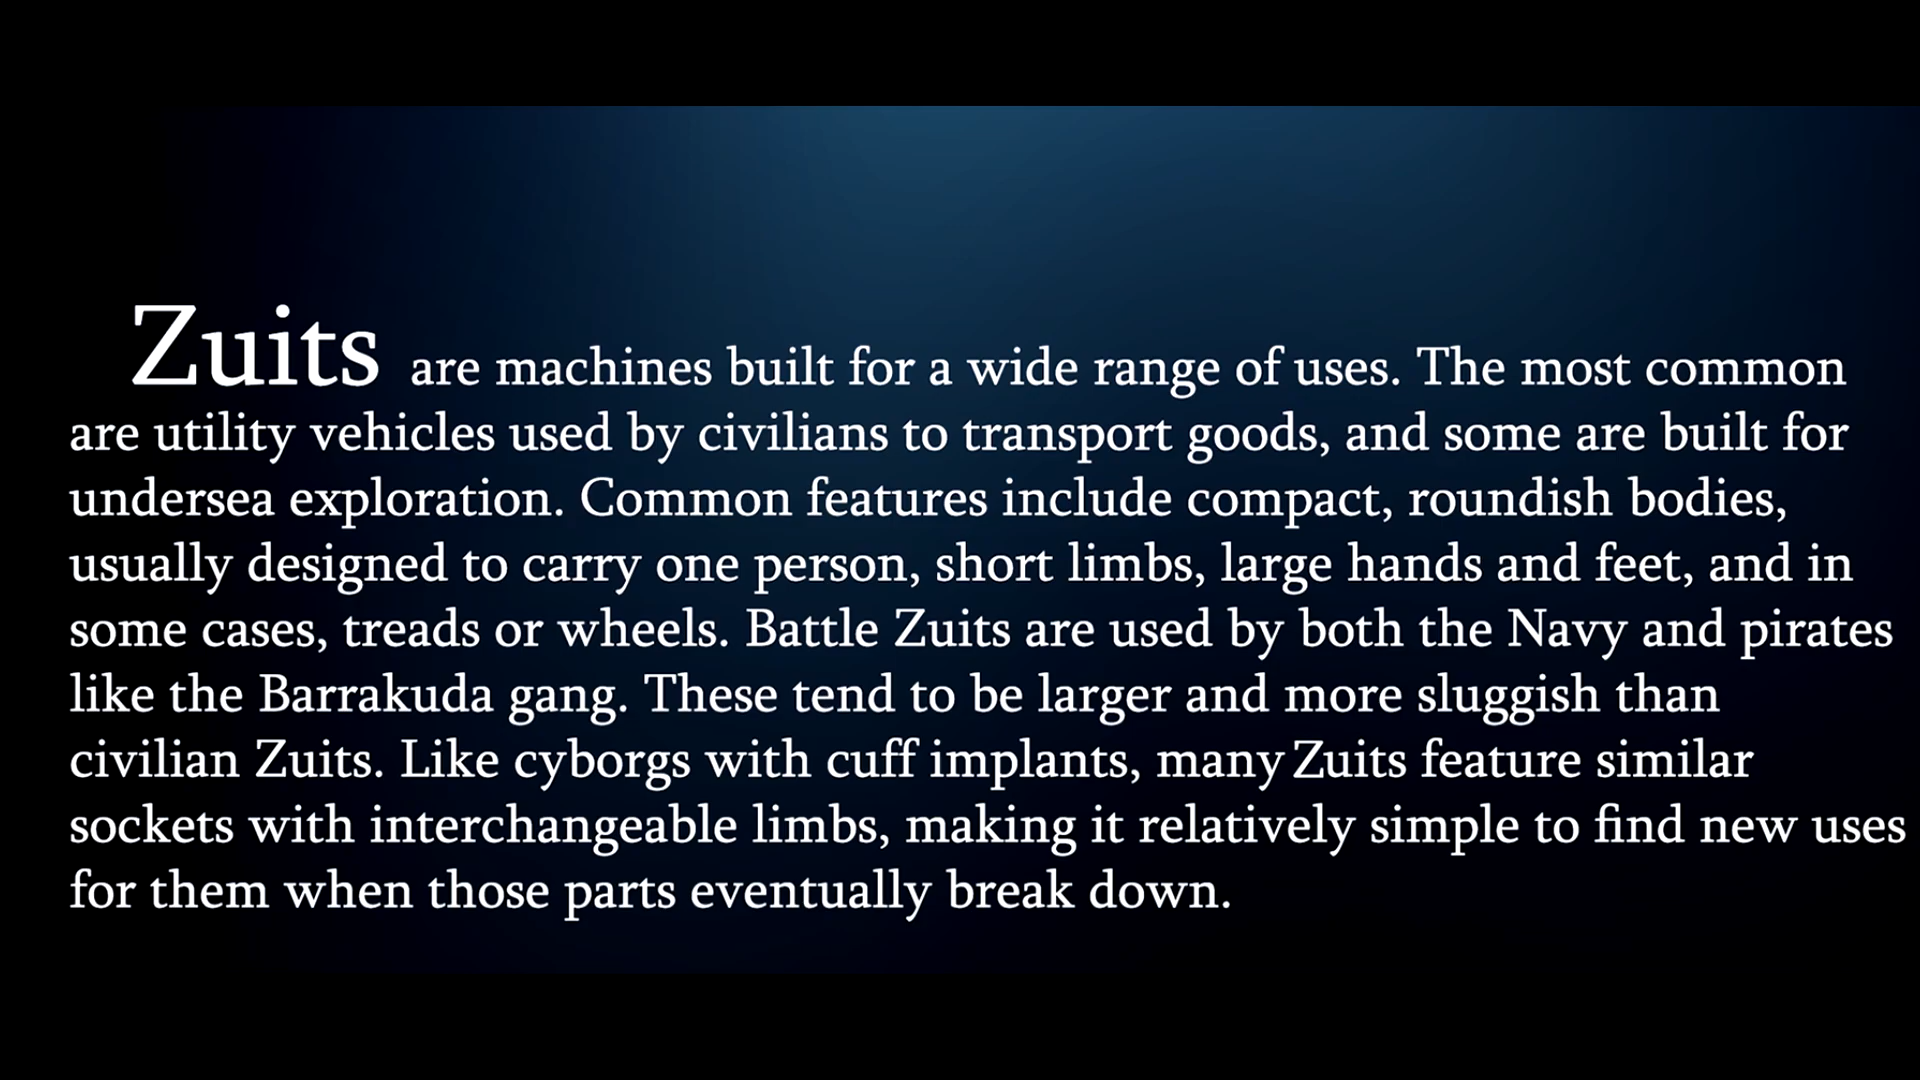 Zuits are machines built for a wide range of uses. The most common
are utility vehicles used by civilians to transport goods, and some are built for
undersea exploration. Common features include compact, roundish bodies,
usually designed to carry one person, short limbs, large hands and feet, and in
some cases, treads or wheels. Battle Zuits are used by both the Navy and pirates
like the Barrakuda gang. These tend to be larger and more sluggish than
civilian Zuits. Like cyborgs with cuff implants, many Zuits feature similar
sockets with interchangeable limbs, making it relatively simple to find new uses
for them when those parts eventually break down.